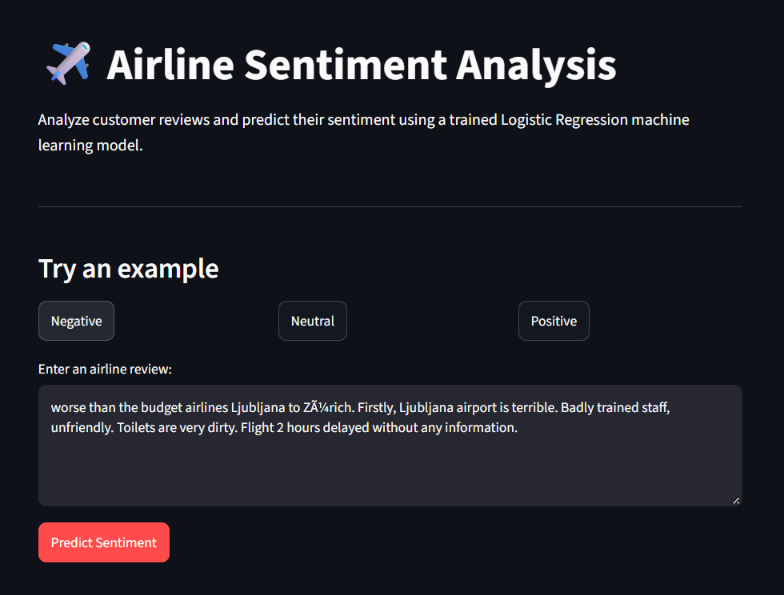 Airline Sentiment Analysis
Analyze customer reviews and predict their sentiment using a trained Logistic Regression machine
learning model.
Try an example
Negative
Neutral
Positive
Enter an airline review:
worse than the budget airlines Ljubljana to ZÃ¼rich. Firstly, Ljubljana airport is terrible. Badly trained staff,
unfriendly. Toilets are very dirty. Flight 2 hours delayed without any information.
Predict Sentiment